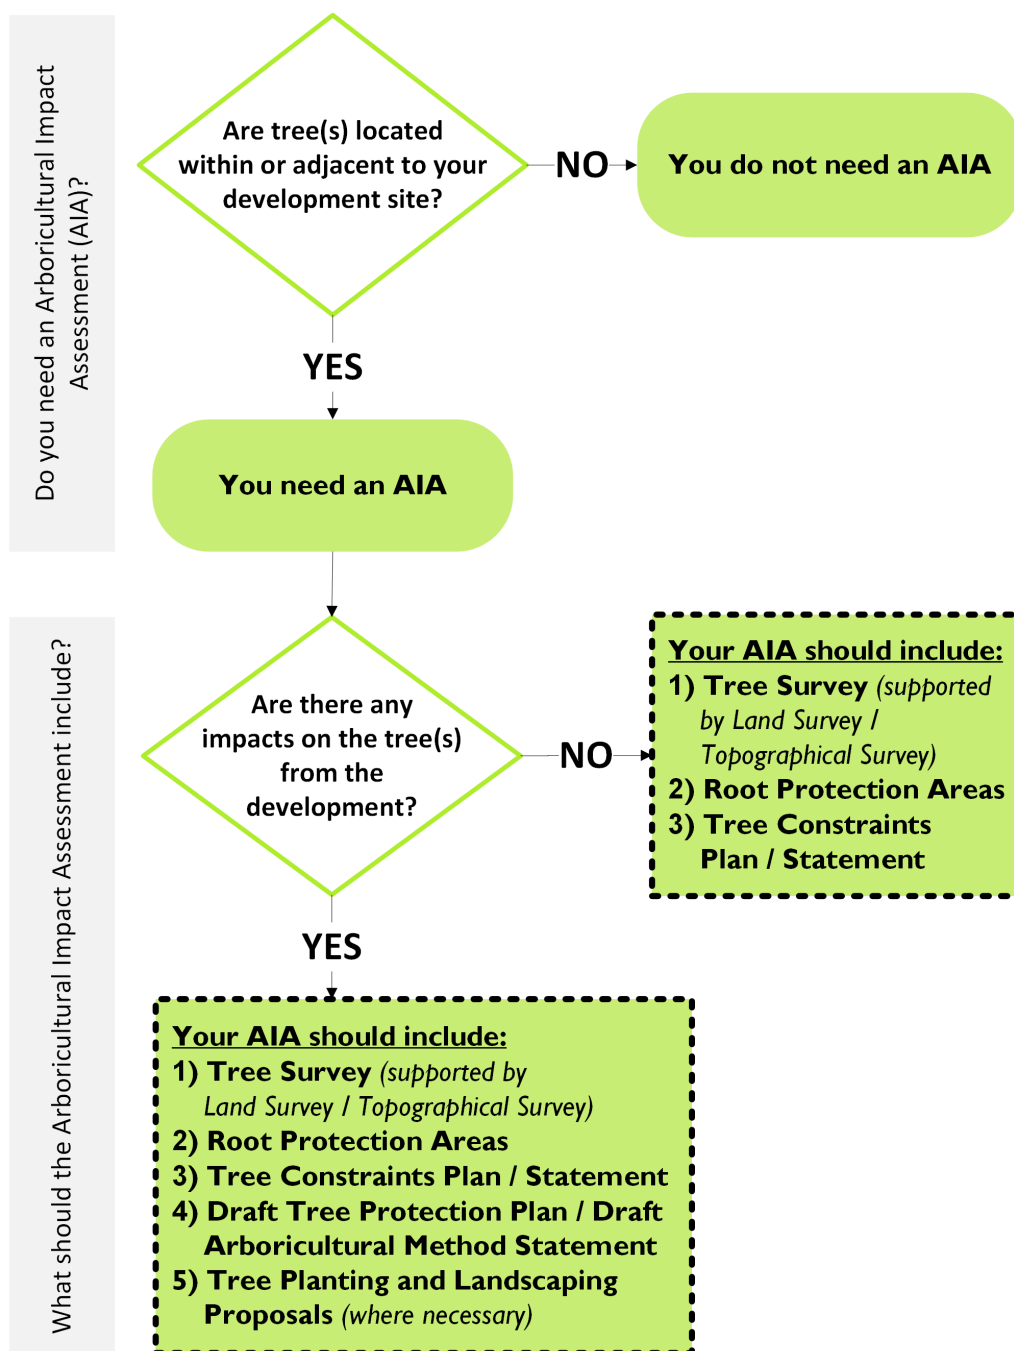 Do you need an Arboricultural Impact
Assessment (AIA)?
Are tree(s) located
within or adjacent to your
development site?
NO
You do not need an AIA
YES
You need an AIA
What should the Arboricultural Impact Assessment include?
Are there any
impacts on the tree(s)
from the
development?
NO
Your AIA should include:
1) Tree Survey (supported
by Land Survey /
Topographical Survey)
2) Root Protection Areas
3) Tree Constraints
Plan / Statement
YES
Your AIA should include:
1) Tree Survey (supported by
Land Survey / Topographical Survey)
2) Root Protection Areas
3) Tree Constraints Plan / Statement
4) Draft Tree Protection Plan / Draft
Arboricultural Method Statement
5) Tree Planting and Landscaping
Proposals (where necessary)